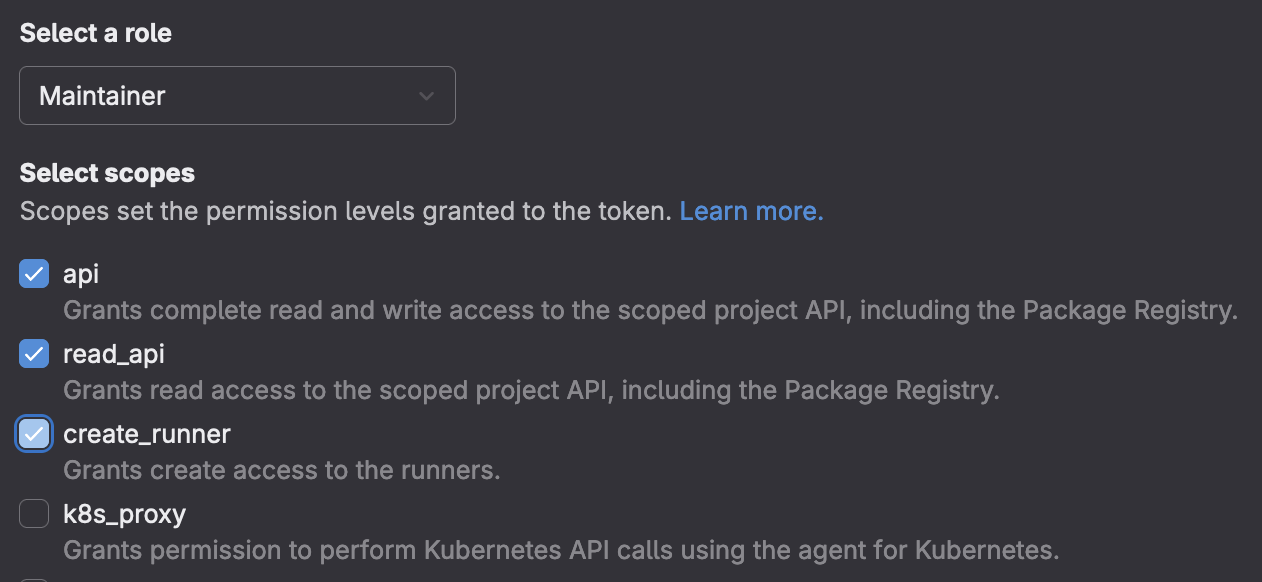 Select a role
Maintainer
Select scopes
Scopes set the permission levels granted to the token. Learn more.
api
Grants complete read and write access to the scoped project API, including the Package Registry.
read_api
Grants read access to the scoped project API, including the Package Registry.
create_runner
Grants create access to the runners.
k8s_proxy
Grants permission to perform Kubernetes API calls using the agent for Kubernetes.